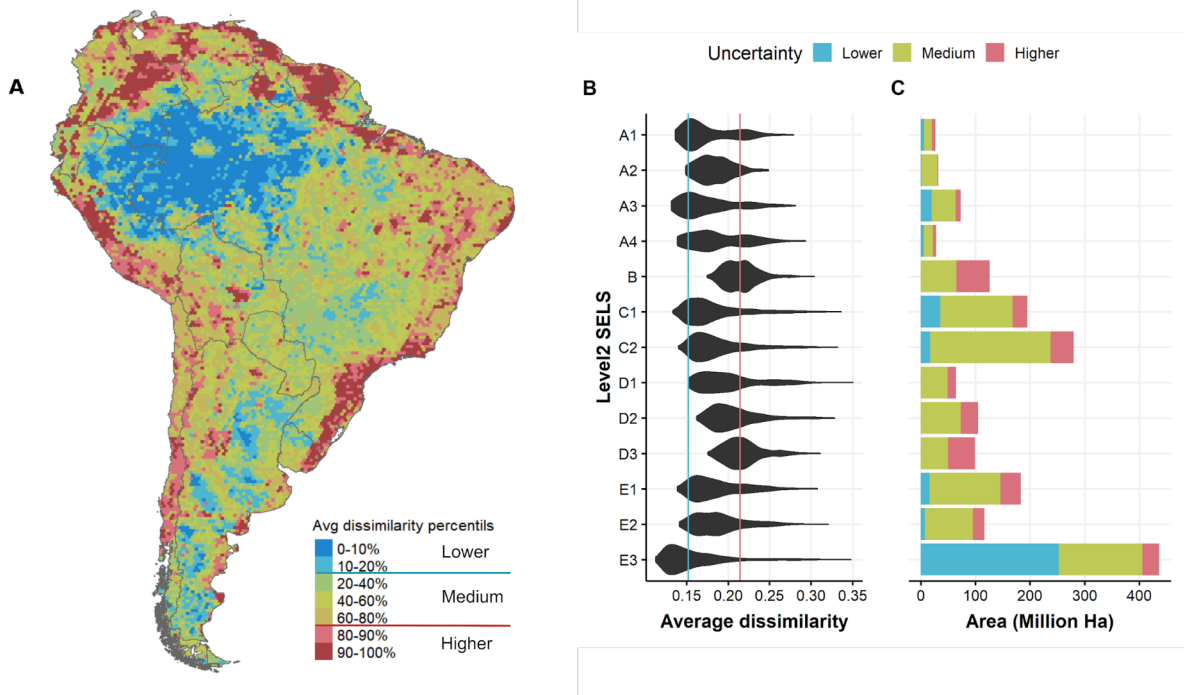 A
Avg dissimilarity percentils
0-10% Lower
10-20%
20-40%
40-60% Medium
60-80%
80-90% Higher
90-100%
Uncertainty Lower Medium Higher
B
C
Level2 SELS
A1
A2
A3
A4
B
C1
C2
D1
D2
D3
E1
E2
E3
0.15 0.20 0.25 0.30 0.35
Average dissimilarity
0 100 200 300 400
Area (Million Ha)